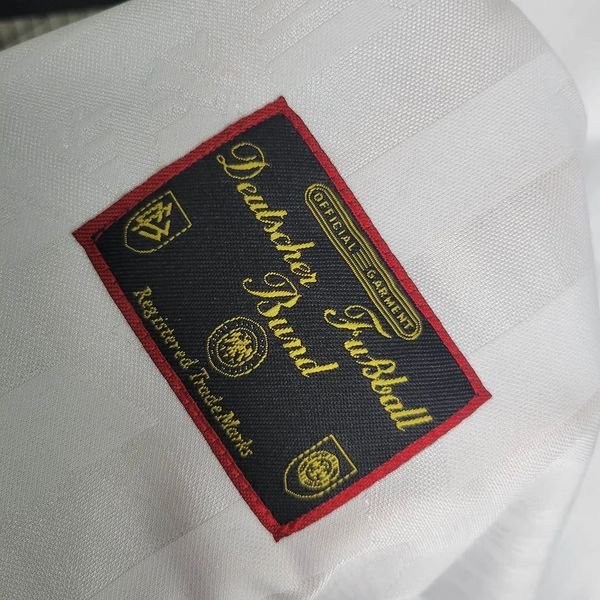 OFFICIAL GARMENT
Deutscher
Fußball
Bund
Registered Trade Marks